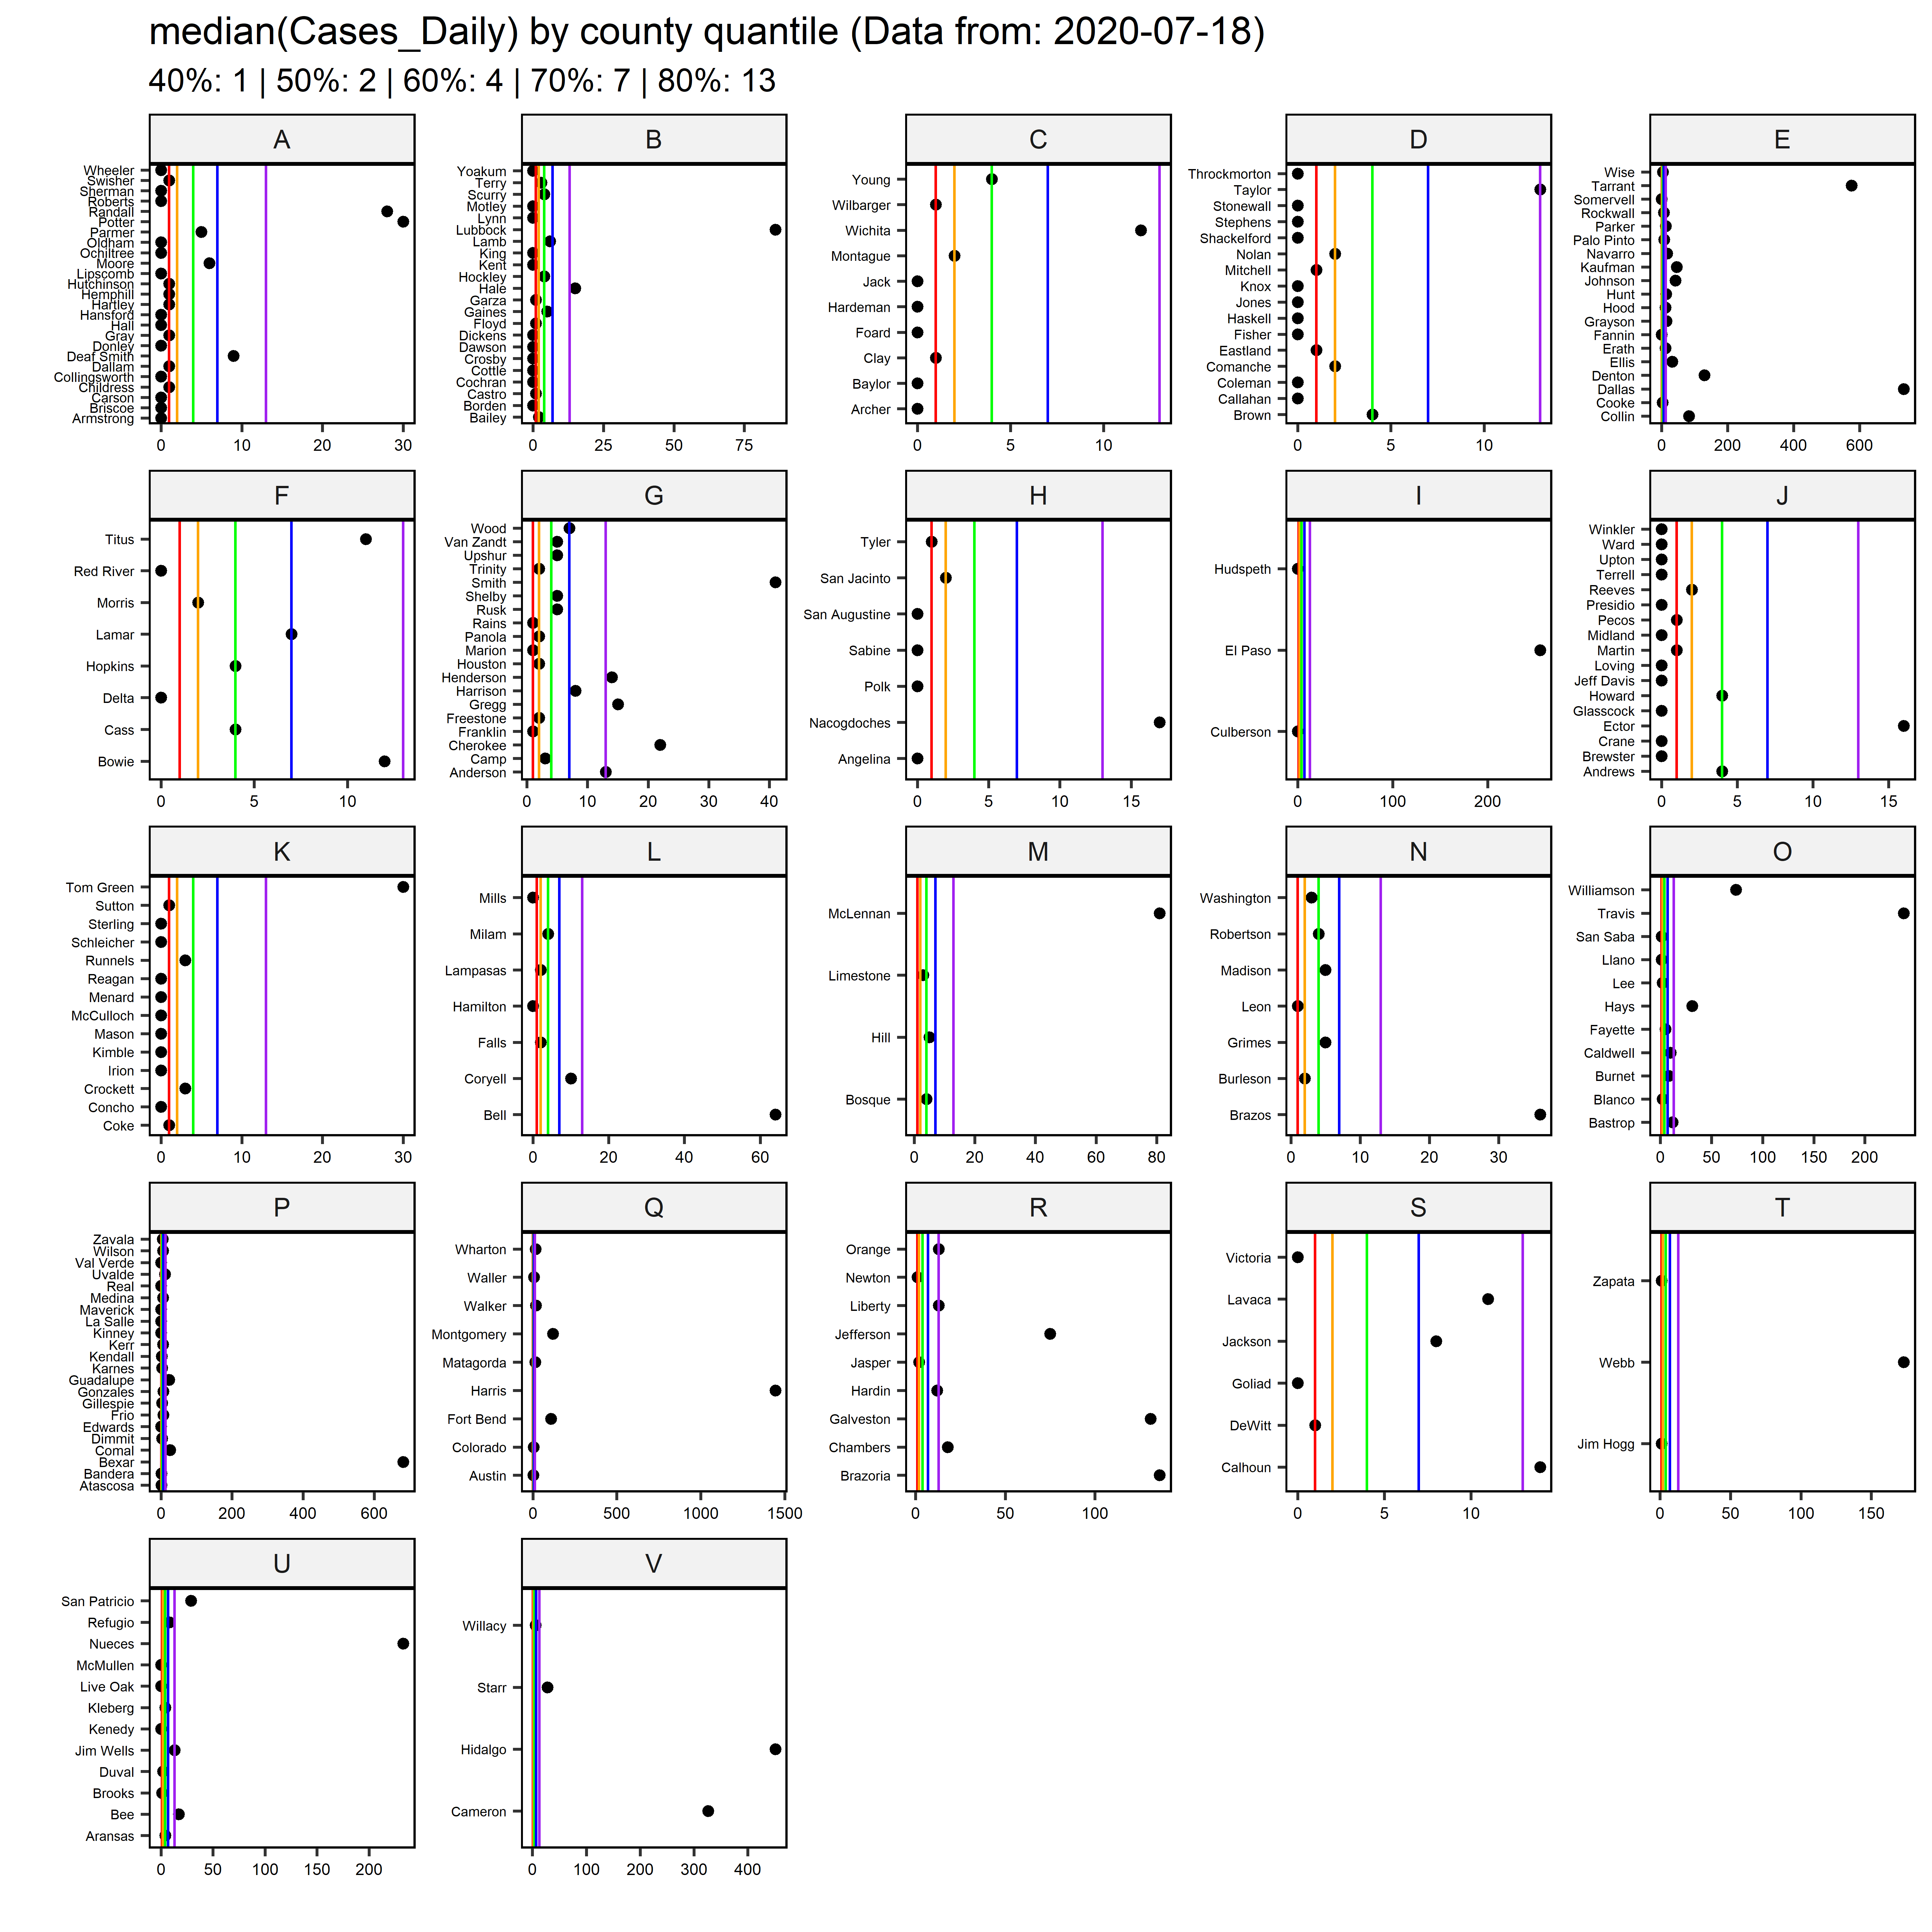 median(Cases_Daily) by county quantile (Data from: 2020-07-18)
40%: 1 | 50%: 2 | 60%: 4 | 70%: 7 | 80%: 13
A
Wheeler
Swisher
Sherman
Roberts
Randall
Potter
Parmer
Oldham
Ochiltree
Moore
Lipscomb
Hutchinson
Hemphill
Hartley
Hansford
Hall
Gray
Donley
Deaf Smith
Dallam
Collingsworth
Childress
Carson
Briscoe
Armstrong
0 10 20 30
B
Yoakum
Terry
Scurry
Motley
Lynn
Lubbock
Lamb
King
Kent
Hockley
Hale
Garza
Gaines
Floyd
Dickens
Dawson
Crosby
Cottle
Cochran
Castro
Borden
Bailey
0 25 50 75
C
Young
Wilbarger
Wichita
Montague
Jack
Hardeman
Foard
Clay
Baylor
Archer
0 5 10
D
Throckmorton
Taylor
Stonewall
Stephens
Shackelford
Nolan
Mitchell
Knox
Jones
Haskell
Fisher
Eastland
Comanche
Coleman
Callahan
Brown
0 5 10
E
Wise
Tarrant
Somervell
Rockwall
Parker
Palo Pinto
Navarro
Kaufman
Johnson
Hunt
Hood
Grayson
Fannin
Erath
Ellis
Denton
Dallas
Cooke
Collin
0 200 400 600
F
Titus
Red River
Morris
Lamar
Hopkins
Delta
Cass
Bowie
0 5 10
G
Wood
Van Zandt
Upshur
Trinity
Smith
Shelby
Rusk
Rains
Panola
Marion
Houston
Henderson
Harrison
Gregg
Freestone
Franklin
Cherokee
Camp
Anderson
0 10 20 30 40
H
Tyler
San Jacinto
San Augustine
Sabine
Polk
Nacogdoches
Angelina
0 5 10 15
I
Hudspeth
El Paso
Culberson
0 100 200
J
Winkler
Ward
Upton
Terrell
Reeves
Presidio
Pecos
Midland
Martin
Loving
Jeff Davis
Howard
Glasscock
Ector
Crane
Brewster
Andrews
0 5 10 15
K
Tom Green
Sutton
Sterling
Schleicher
Runnels
Reagan
Menard
McCulloch
Mason
Kimble
Irion
Crockett
Concho
Coke
0 10 20 30
L
Mills
Milam
Lampasas
Hamilton
Falls
Coryell
Bell
0 20 40 60
M
McLennan
Limestone
Hill
Bosque
0 20 40 60 80
N
Washington
Robertson
Madison
Leon
Grimes
Burleson
Brazos
0 10 20 30
O
Williamson
Travis
San Saba
Llano
Lee
Hays
Fayette
Caldwell
Burnet
Blanco
Bastrop
0 50 100 150 200
P
Zavala
Wilson
Val Verde
Uvalde
Real
Medina
Maverick
La Salle
Kinney
Kerr
Kendall
Karnes
Guadalupe
Gonzales
Gillespie
Frio
Edwards
Dimmit
Comal
Bexar
Bandera
Atascosa
0 200 400 600
Q
Wharton
Waller
Walker
Montgomery
Matagorda
Harris
Fort Bend
Colorado
Austin
0 500 1000 1500
R
Orange
Newton
Liberty
Jefferson
Jasper
Hardin
Galveston
Chambers
Brazoria
0 50 100
S
Victoria
Lavaca
Jackson
Goliad
DeWitt
Calhoun
0 5 10
T
Zapata
Webb
Jim Hogg
0 50 100 150
U
San Patricio
Refugio
Nueces
McMullen
Live Oak
Kleberg
Kenedy
Jim Wells
Duval
Brooks
Bee
Aransas
0 50 100 150 200
V
Willacy
Starr
Hidalgo
Cameron
0 100 200 300 400